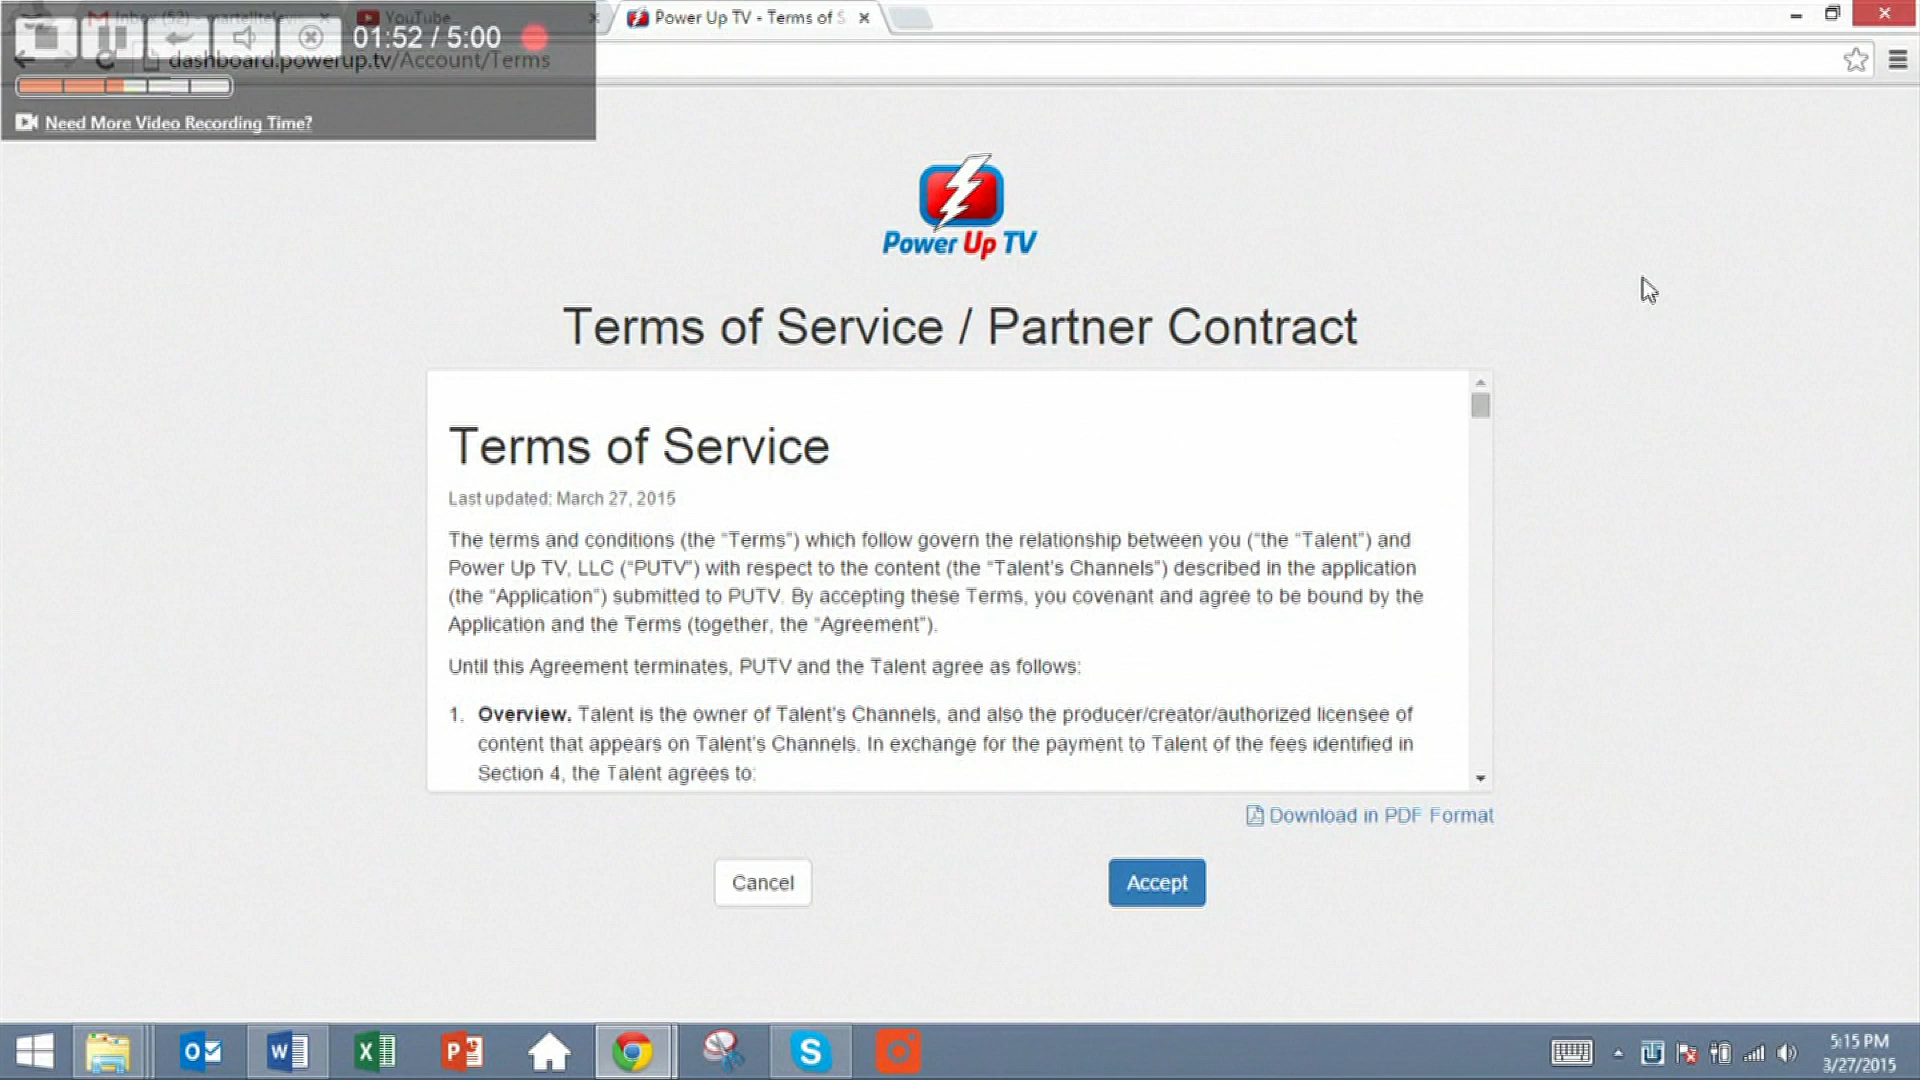 Inbox (52) - martelltelevis
YouTube
Power Up TV - Terms of S
01:52 / 5:00
dashboard.powerup.tv/Account/Terms
Need More Video Recording Time?
Power Up TV
Terms of Service / Partner Contract
Terms of Service
Last updated: March 27, 2015
The terms and conditions (the “Terms”) which follow govern the relationship between you (“the “Talent”) and
Power Up TV, LLC (“PUTV”) with respect to the content (the “Talent’s Channels”) described in the application
(the “Application”) submitted to PUTV. By accepting these Terms, you covenant and agree to be bound by the
Application and the Terms (together, the “Agreement”).
Until this Agreement terminates, PUTV and the Talent agree as follows:
1. Overview. Talent is the owner of Talent’s Channels, and also the producer/creator/authorized licensee of
content that appears on Talent’s Channels. In exchange for the payment to Talent of the fees identified in
Section 4, the Talent agrees to:
Download in PDF Format
Cancel
Accept
5:15 PM
3/27/2015